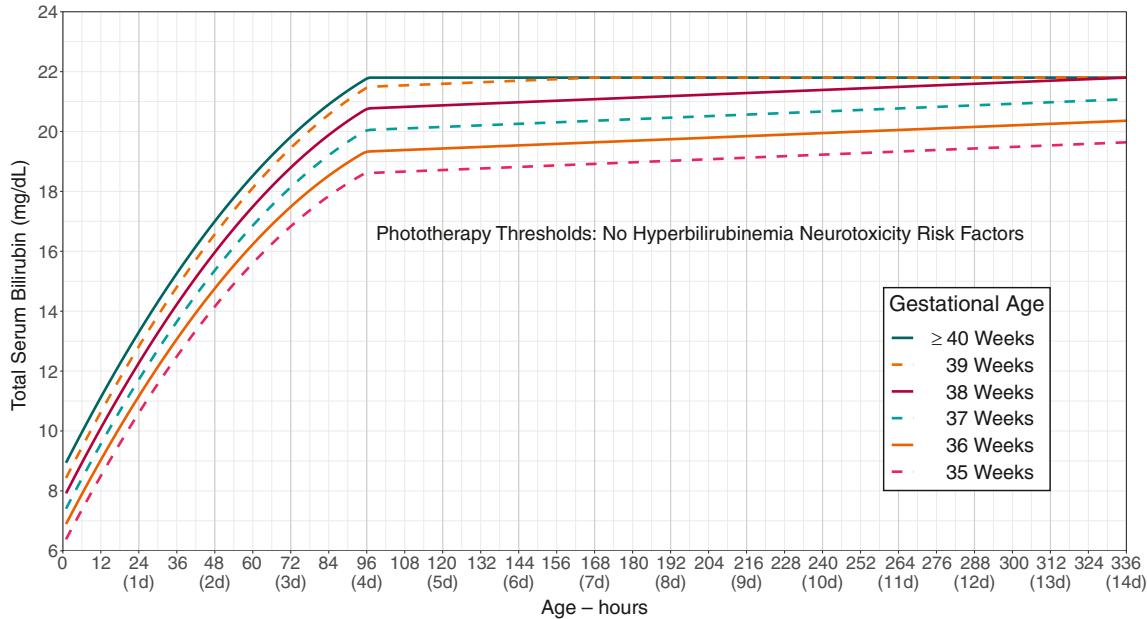 Total Serum Bilirubin (mg/dL)
24
22
20
18
16
14
12
10
8
6
Phototherapy Thresholds: No Hyperbilirubinemia Neurotoxicity Risk Factors
Gestational Age
≥ 40 Weeks
39 Weeks
38 Weeks
37 Weeks
36 Weeks
35 Weeks
0 12 24 36 48 60 72 84 96 108 120 132 144 156 168 180 192 204 216 228 240 252 264 276 288 300 312 324 336
(1d) (2d) (3d) (4d) (5d) (6d) (7d) (8d) (9d) (10d) (11d) (12d) (13d) (14d)
Age – hours